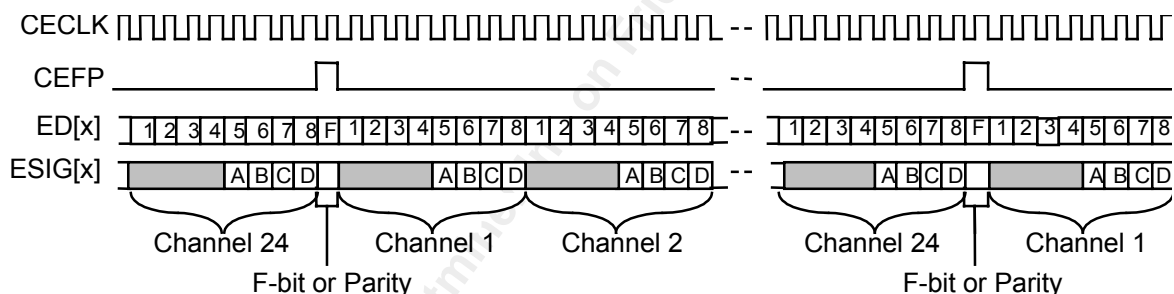 CECLK
--
--
CEFP
--
ED[x] 1 2 3 4 5 6 7 8 F 1 2 3 4 5 6 7 8 1 2 3 4 5 6 7 8 -- 1 2 3 4 5 6 7 8 F 1 2 3 4 5 6 7 8
ESIG[x] A B C D A B C D A B C D -- A B C D A B C D
Channel 24 Channel 1 Channel 2 Channel 24 Channel 1
F-bit or Parity F-bit or Parity